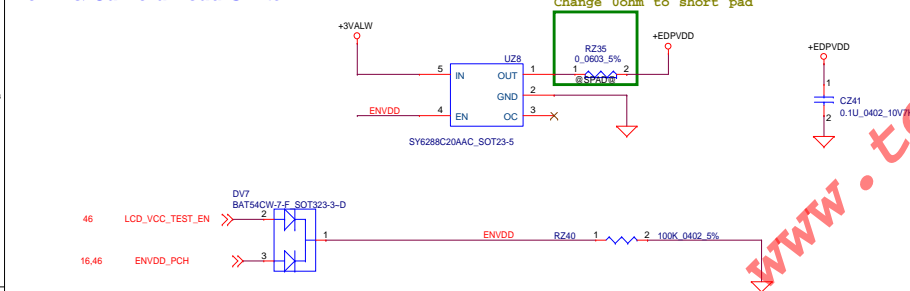 Change 0ohm to short pad
+3VALW
+EDPVDD
+EDPVDD
RZ35
0_0603_5%
1 2
@SPAD@
UZ8
5 IN OUT 1
GND 2
ENVDD 4 EN OC 3
SY6288C20AAC_SOT23-5
1
CZ41
0.1U_0402_10V7K
2
DV7
BAT54CW-7-F_SOT323-3~D
46 LCD_VCC_TEST_EN 2
1 ENVDD RZ40 1 2 100K_0402_5%
16,46 ENVDD_PCH 3
www.t